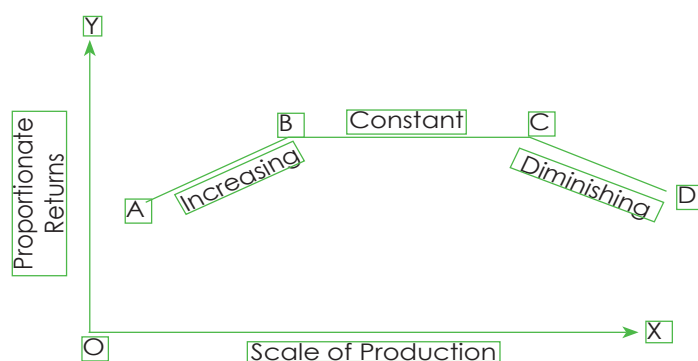 Y
B
Constant
C
Increasing
Diminishing
Proportionate
Returns
A
D
O
X
Scale of Production